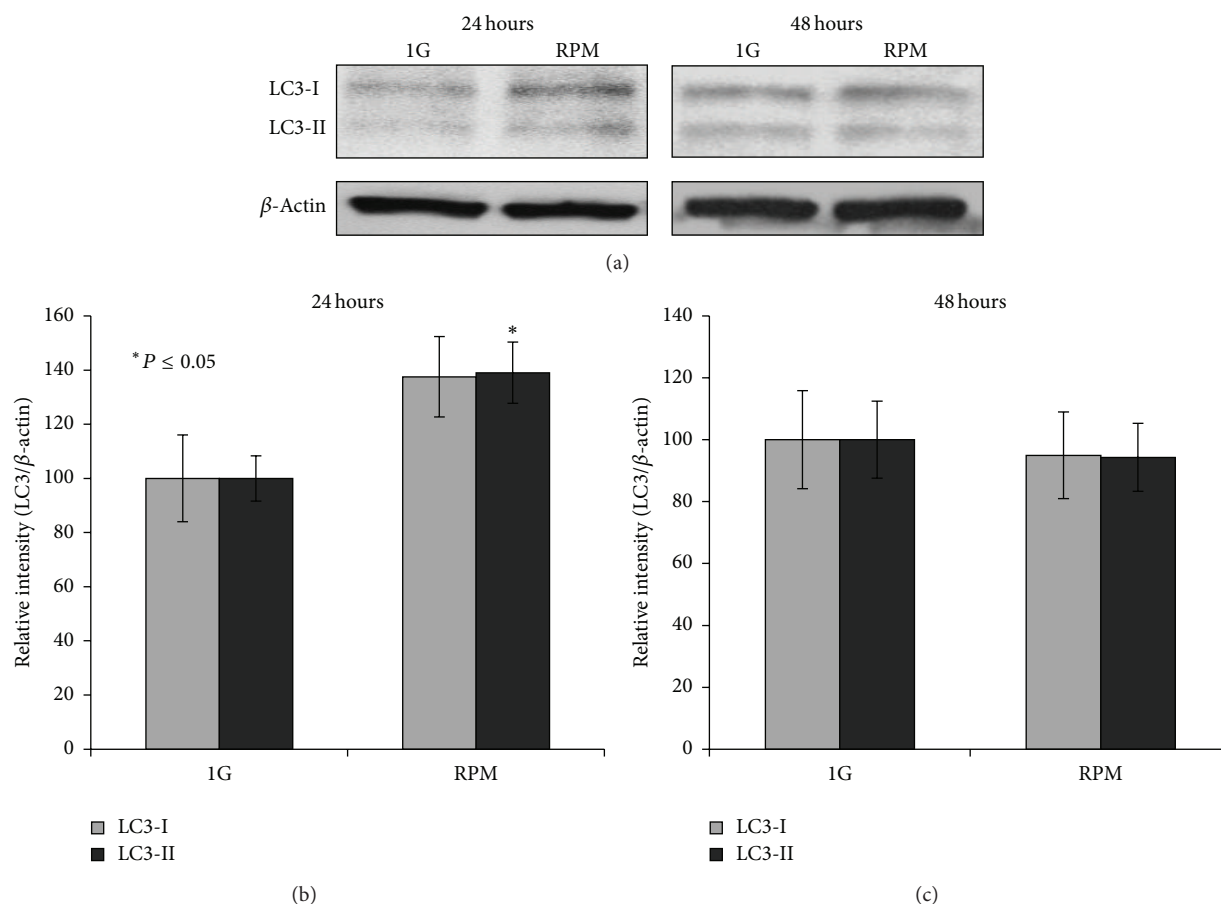 24 hours
48 hours
1G RPM
1G RPM
LC3-I
LC3-II
β-Actin
(a)
24 hours
160
140
120
100
80
60
40
20
0
Relative intensity (LC3/β-actin)
*P ≤ 0.05
*
1G RPM
LC3-I
LC3-II
(b)
48 hours
140
120
100
80
60
40
20
0
Relative intensity (LC3/β-actin)
1G RPM
LC3-I
LC3-II
(c)